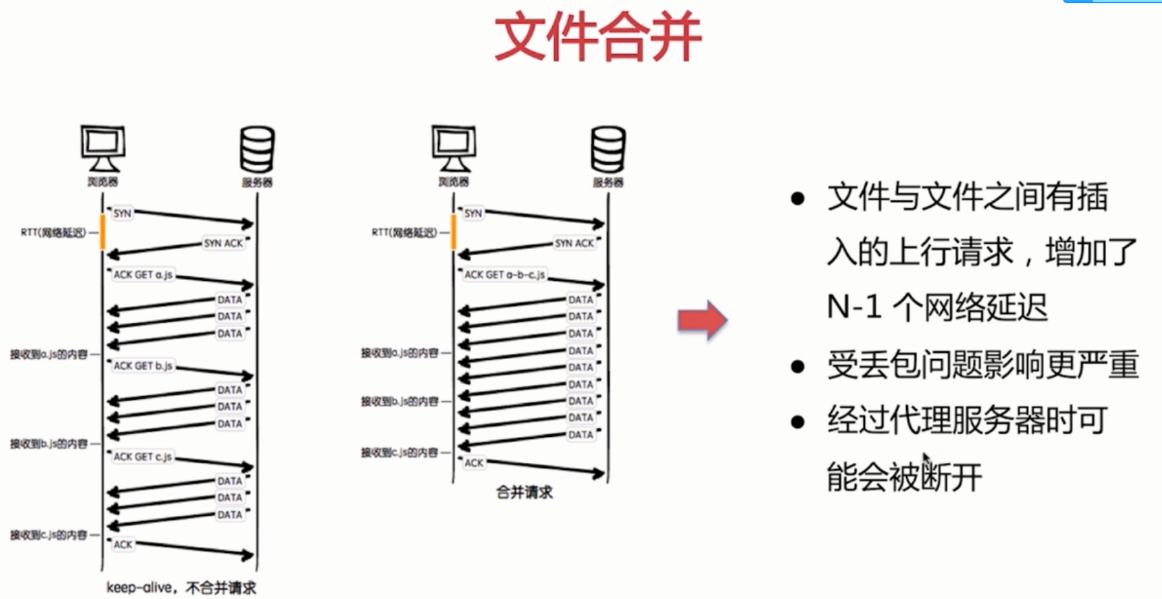 文件合并
浏览器
服务器
SYN
RTT(网络延迟)
SYN ACK
ACK GET a.js
DATA
DATA
DATA
接收到a.js的内容
ACK GET b.js
DATA
DATA
DATA
接收到b.js的内容
ACK GET c.js
DATA
DATA
DATA
接收到c.js的内容
ACK
keep-alive，不合并请求
浏览器
服务器
SYN
RTT(网络延迟)
SYN ACK
ACK GET a-b-c.js
DATA
DATA
DATA
接收到a.js的内容
DATA
DATA
DATA
接收到b.js的内容
DATA
DATA
DATA
接收到c.js的内容
ACK
合并请求
● 文件与文件之间有插
入的上行请求，增加了
N-1 个网络延迟
● 受丢包问题影响更严重
● 经过代理服务器时可
能会被断开